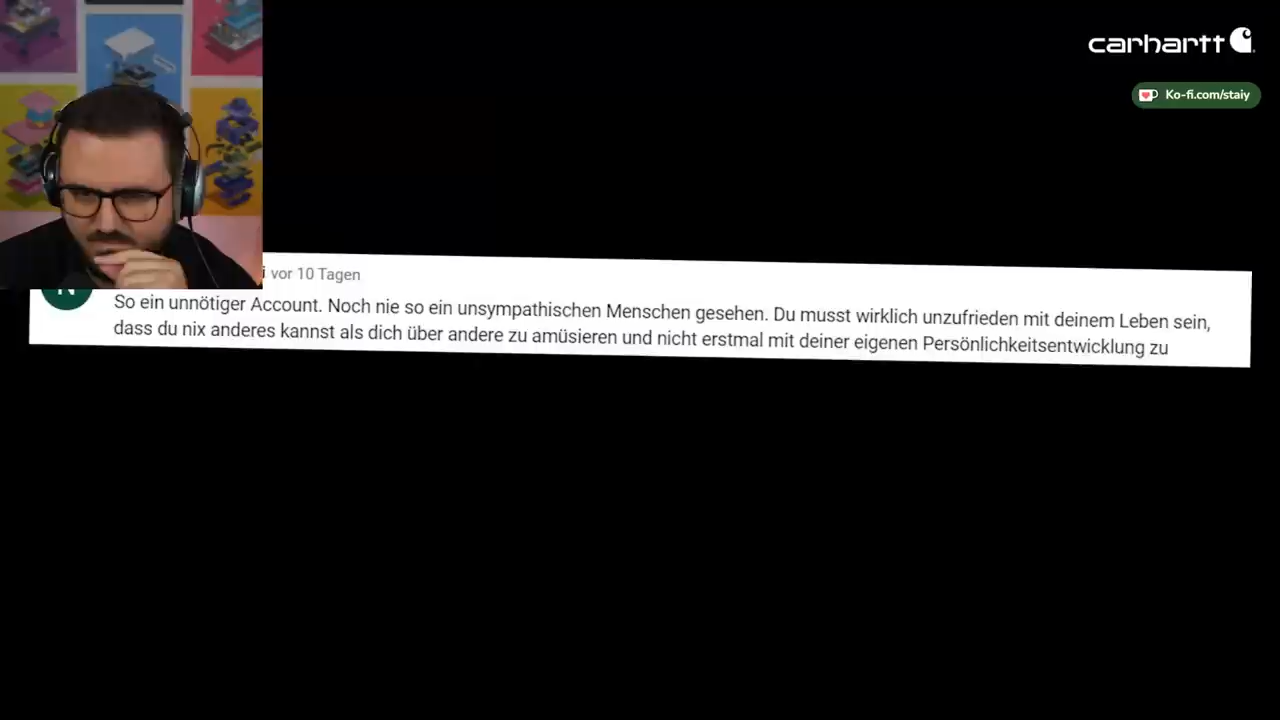 carhartt
Ko-fi.com/staiy
i vor 10 Tagen
So ein unnötiger Account. Noch nie so ein unsympathischen Menschen gesehen. Du musst wirklich unzufrieden mit deinem Leben sein,
dass du nix anderes kannst als dich über andere zu amüsieren und nicht erstmal mit deiner eigenen Persönlichkeitsentwicklung zu